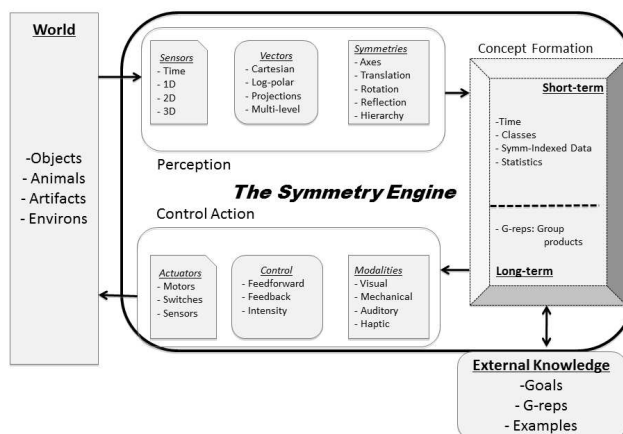 World
-Objects
- Animals
- Artifacts
- Environs
Sensors
- Time
- 1D
- 2D
- 3D
Vectors
- Cartesian
- Log-polar
- Projections
- Multi-level
Symmetries
- Axes
- Translation
- Rotation
- Reflection
- Hierarchy
Perception
The Symmetry Engine
Control Action
Actuators
- Motors
- Switches
- Sensors
Control
- Feedforward
- Feedback
- Intensity
Modalities
- Visual
- Mechanical
- Auditory
- Haptic
Concept Formation
Short-term
-Time
- Classes
- Symm-Indexed Data
- Statistics
- G-reps: Group
products
Long-term
External Knowledge
-Goals
- G-reps
- Examples